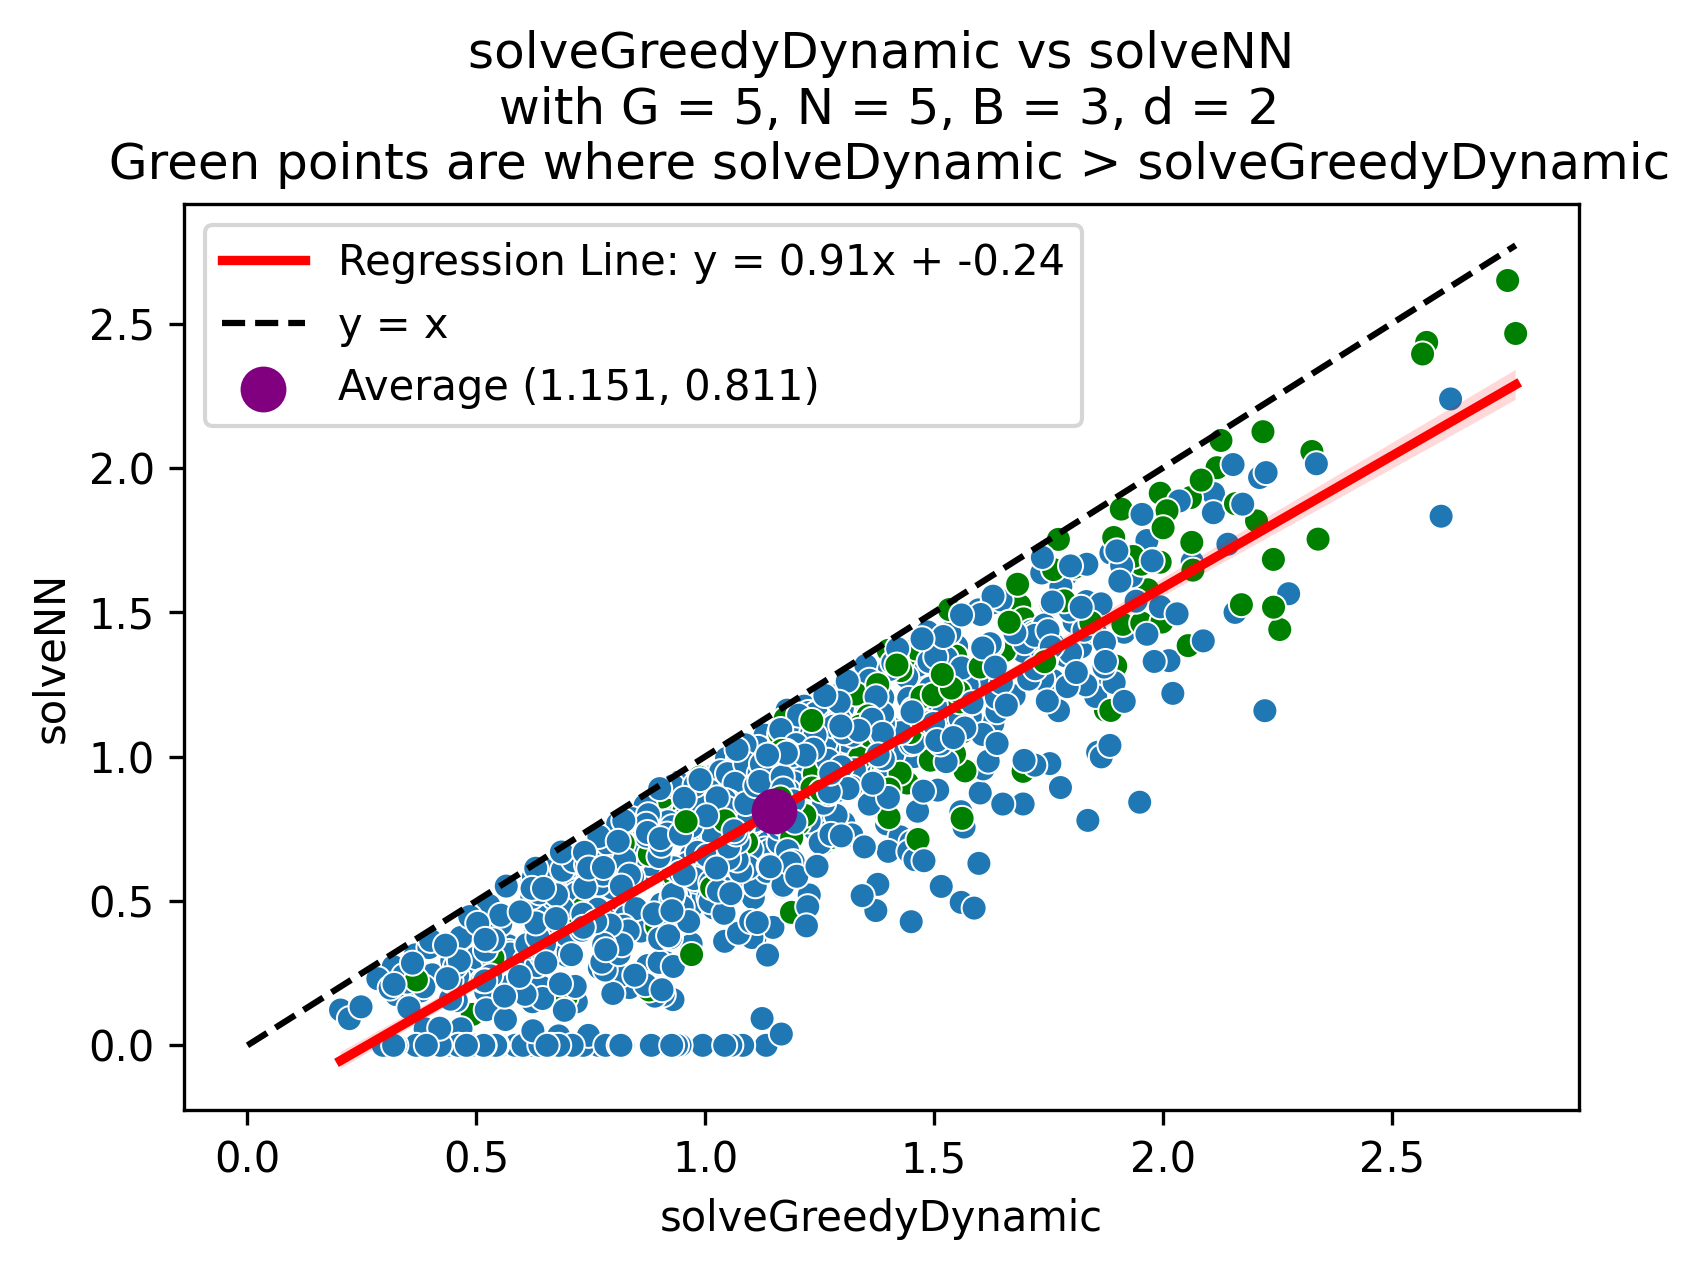 solveGreedyDynamic vs solveNN
with G = 5, N = 5, B = 3, d = 2
Green points are where solveDynamic > solveGreedyDynamic
Regression Line: y = 0.91x + -0.24
y = x
Average (1.151, 0.811)
solveNN
2.5
2.0
1.5
1.0
0.5
0.0
0.0 0.5 1.0 1.5 2.0 2.5
solveGreedyDynamic